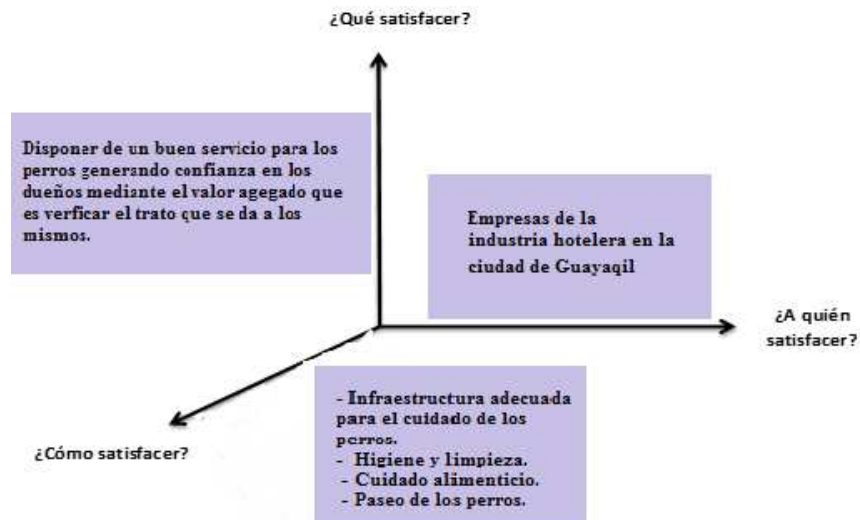 ¿Qué satisfacer?
Disponer de un buen servicio para los
perros generando confianza en los
dueños mediante el valor agegado que
es verficar el trato que se da a los
mismos.
Empresas de la
industria hotelera en la
ciudad de Guayaqil
¿A quién
satisfacer?
- Infraestructura adecuada
para el cuidado de los
perros.
- Higiene y limpieza.
- Cuidado alimenticio.
- Paseo de los perros.
¿Cómo satisfacer?